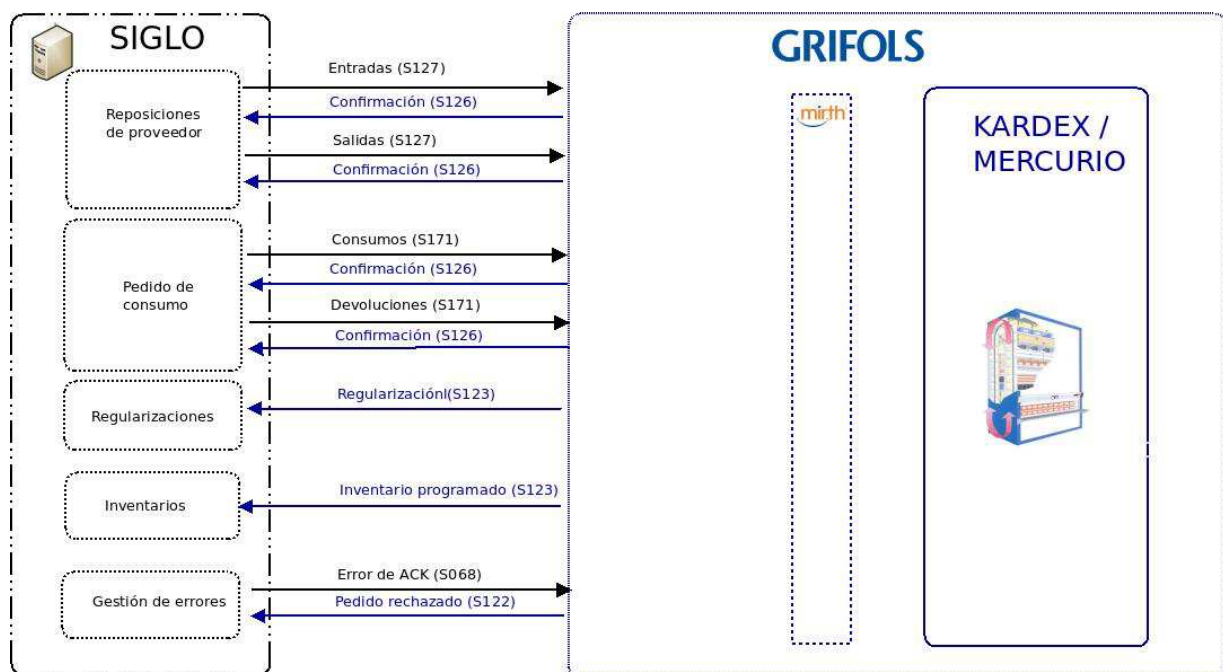 SIGLO
GRIFOLS
Entradas (S127)
Confirmación (S126)
Reposiciones
de proveedor
Salidas (S127)
Confirmación (S126)
mirth
KARDEX /
MERCURIO
Consumos (S171)
Confirmación (S126)
Pedido de
consumo
Devoluciones (S171)
Confirmación (S126)
Regularizaciones
Regularizaciónl(S123)
Inventarios
Inventario programado (S123)
Gestión de errores
Error de ACK (S068)
Pedido rechazado (S122)